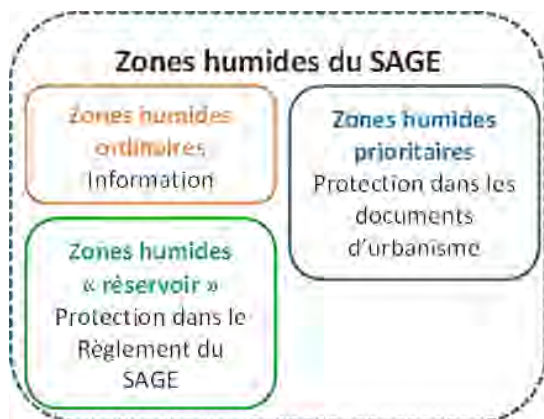 Zones humides du SAGE
Zones humides
ordinaires
Information
Zones humides
prioritaires
Protection dans les
documents
d'urbanisme
Zones humides
« réservoir »
Protection dans le
Règlement du
SAGE